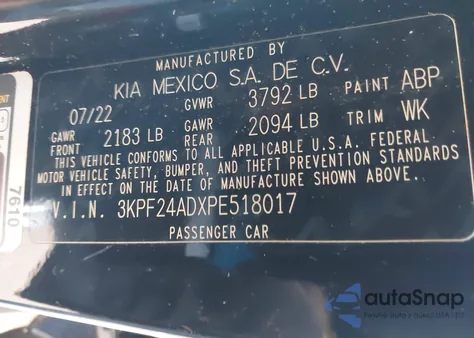 MANUFACTURED BY
KIA MEXICO S.A. DE C.V.
07/22 GVWR 3792 LB PAINT ABP
GAWR FRONT 2183 LB GAWR REAR 2094 LB TRIM WK
THIS VEHICLE CONFORMS TO ALL APPLICABLE U.S.A. FEDERAL
MOTOR VEHICLE SAFETY, BUMPER, AND THEFT PREVENTION STANDARDS
IN EFFECT ON THE DATE OF MANUFACTURE SHOWN ABOVE.
V.I.N. 3KPF24ADXPE518017
PASSENGER CAR
7610
autaSnap